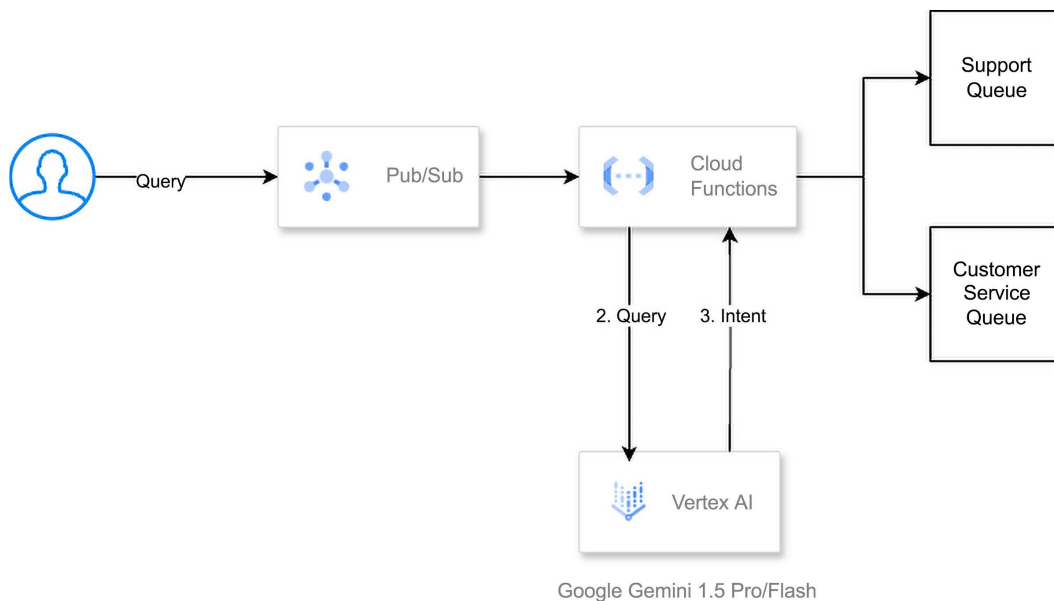 Support
Queue
Query
Pub/Sub
Cloud
Functions
Customer
Service
Queue
2. Query
3. Intent
Vertex AI
Google Gemini 1.5 Pro/Flash